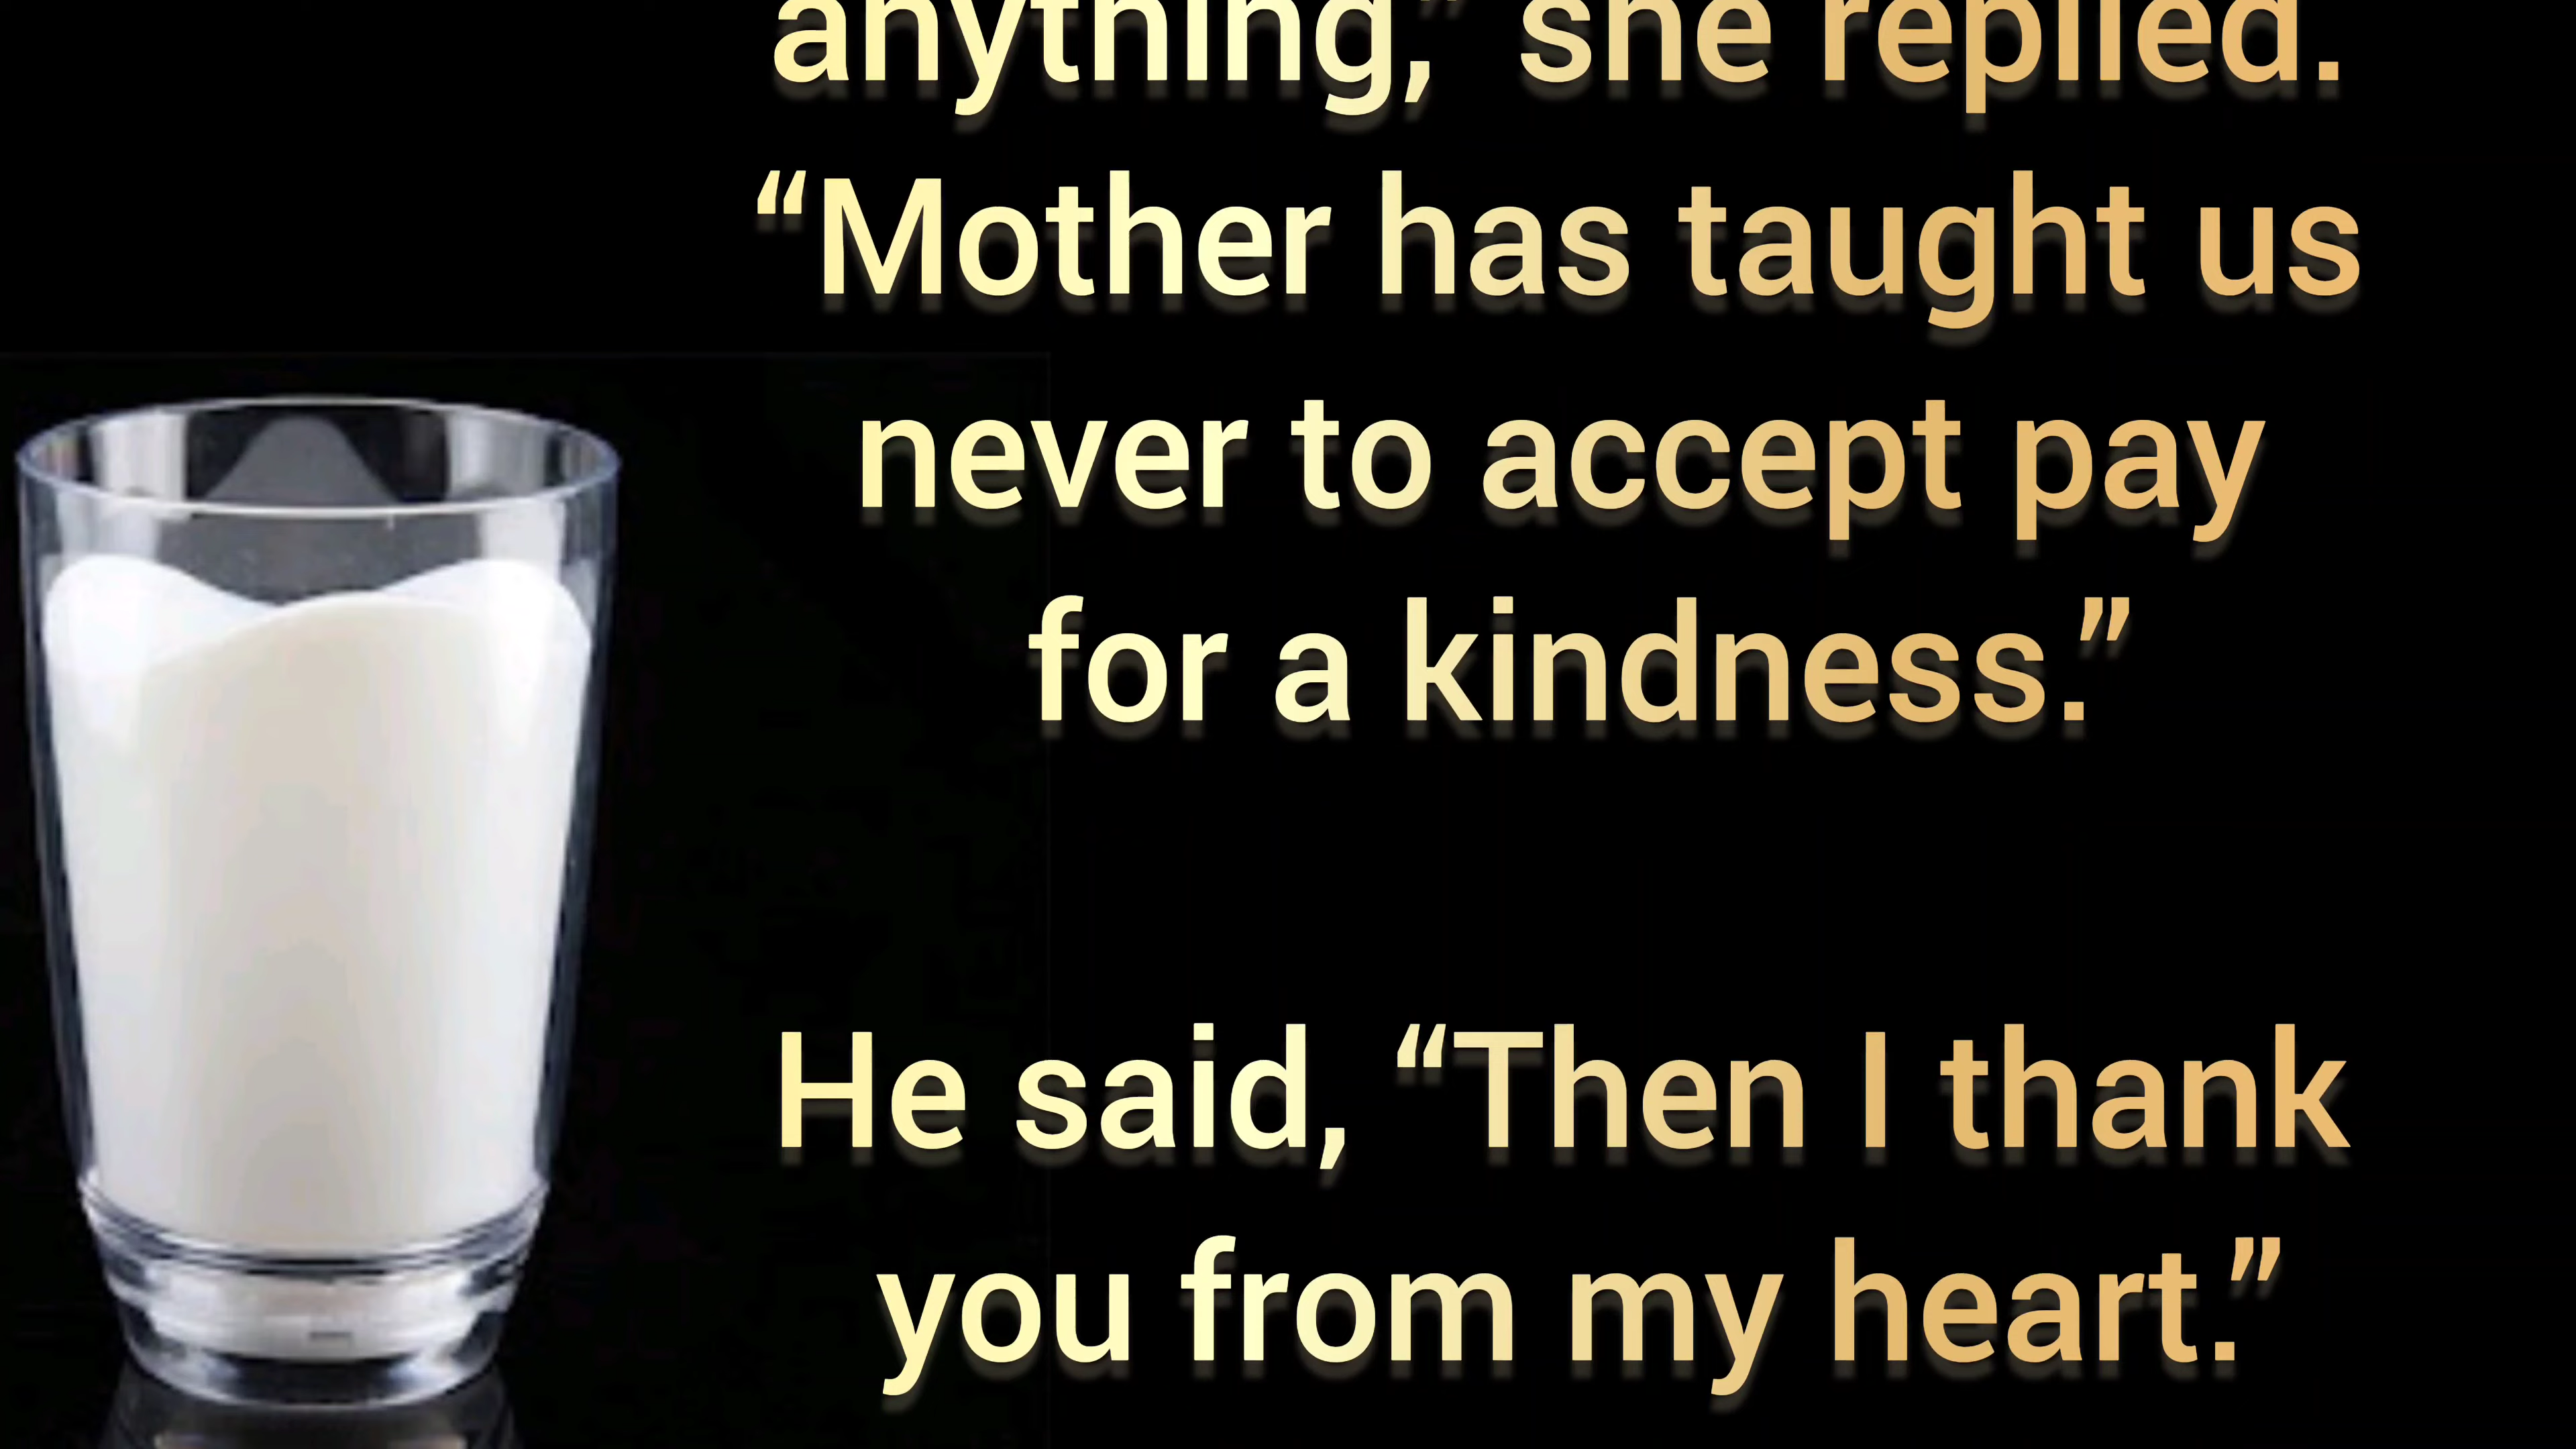 anything,” she replied.
“Mother has taught us
never to accept pay
for a kindness.”
He said, “Then I thank
you from my heart.”